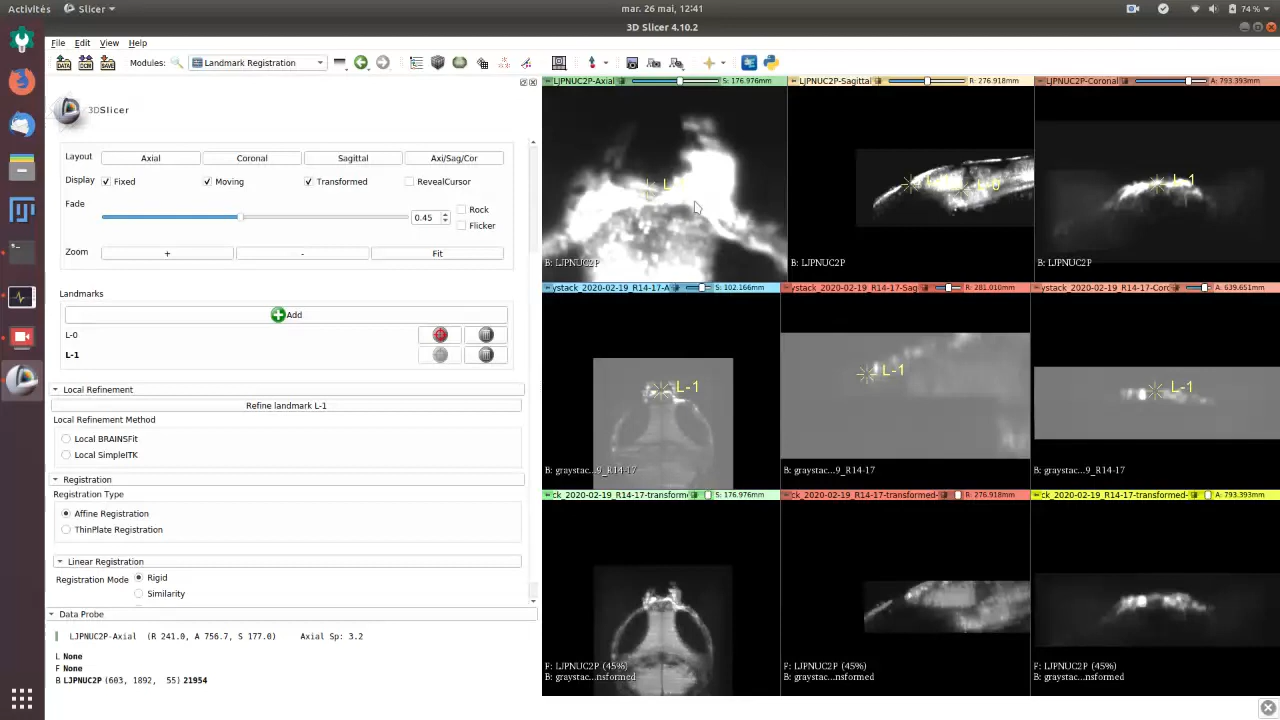 Activités
Slicer
mar. 26 mai, 12:41
74 %
3D Slicer 4.10.2
File Edit View Help
DATA DCM SAVE Modules: Landmark Registration
3DSlicer
Layout Axial Coronal Sagittal Axi/Sag/Cor
Display Fixed Moving Transformed RevealCursor
Fade 0.45 Rock
Flicker
Zoom + - Fit
Landmarks
Add
L-0
L-1
Local Refinement
Refine landmark L-1
Local Refinement Method
Local BRAINSFit
Local SimpleITK
Registration
Registration Type
Affine Registration
ThinPlate Registration
Linear Registration
Registration Mode Rigid
Similarity
Data Probe
LJPNUC2P-Axial (R 241.0, A 756.7, S 177.0) Axial Sp: 3.2
L None
F None
B LJPNUC2P (603, 1892, 55) 21954
LJPNUC2P-Axial S: 176.976mm
LJPNUC2P-Sagittal R: 276.918mm
LJPNUC2P-Coronal A: 793.393mm
L-1
B: LJPNUC2P
B: LJPNUC2P
B: LJPNUC2P
ystack_2020-02-19_R14-17-A S: 102.166mm
ystack_2020-02-19_R14-17-Sag R: 281.010mm
ystack_2020-02-19_R14-17-Coro A: 639.651mm
L-1
L-1
L-1
B: graystac...9_R14-17
B: graystac...9_R14-17
B: graystac...9_R14-17
ck_2020-02-19_R14-17-transform S: 176.976mm
ck_2020-02-19_R14-17-transformed- R: 276.918mm
ck_2020-02-19_R14-17-transformed- A: 793.393mm
F: LJPNUC2P (45%)
B: graystac...nsformed
F: LJPNUC2P (45%)
B: graystac...nsformed
F: LJPNUC2P (45%)
B: graystac...nsformed